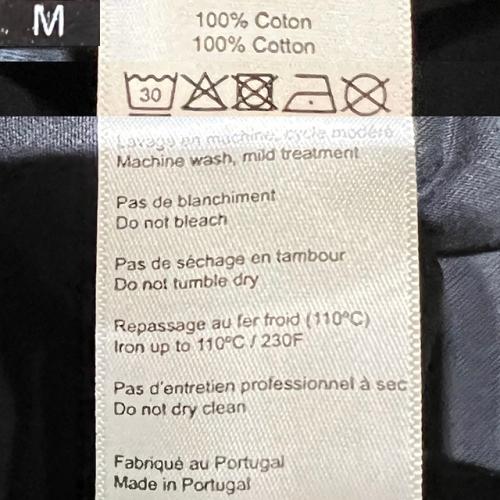 M
100% Coton
100% Cotton
30
Lavage en machine, cycle modéré
Machine wash, mild treatment
Pas de blanchiment
Do not bleach
Pas de séchage en tambour
Do not tumble dry
Repassage au fer froid (110ºC)
Iron up to 110ºC / 230F
Pas d'entretien professionnel à sec
Do not dry clean
Fabriqué au Portugal
Made in Portugal